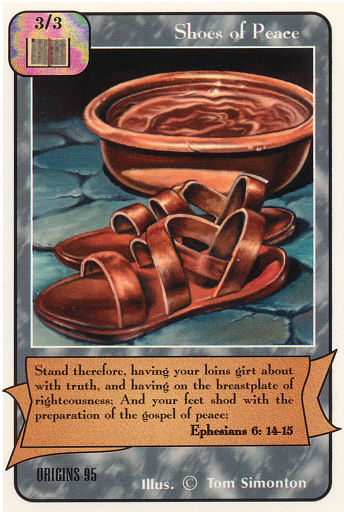 3/3
Shoes of Peace
Stand therefore, having your loins girt about
with truth, and having on the breastplate of
righteousness; And your feet shod with the
preparation of the gospel of peace;
Ephesians 6: 14-15
ORIGINS 95
Illus. © Tom Simonton